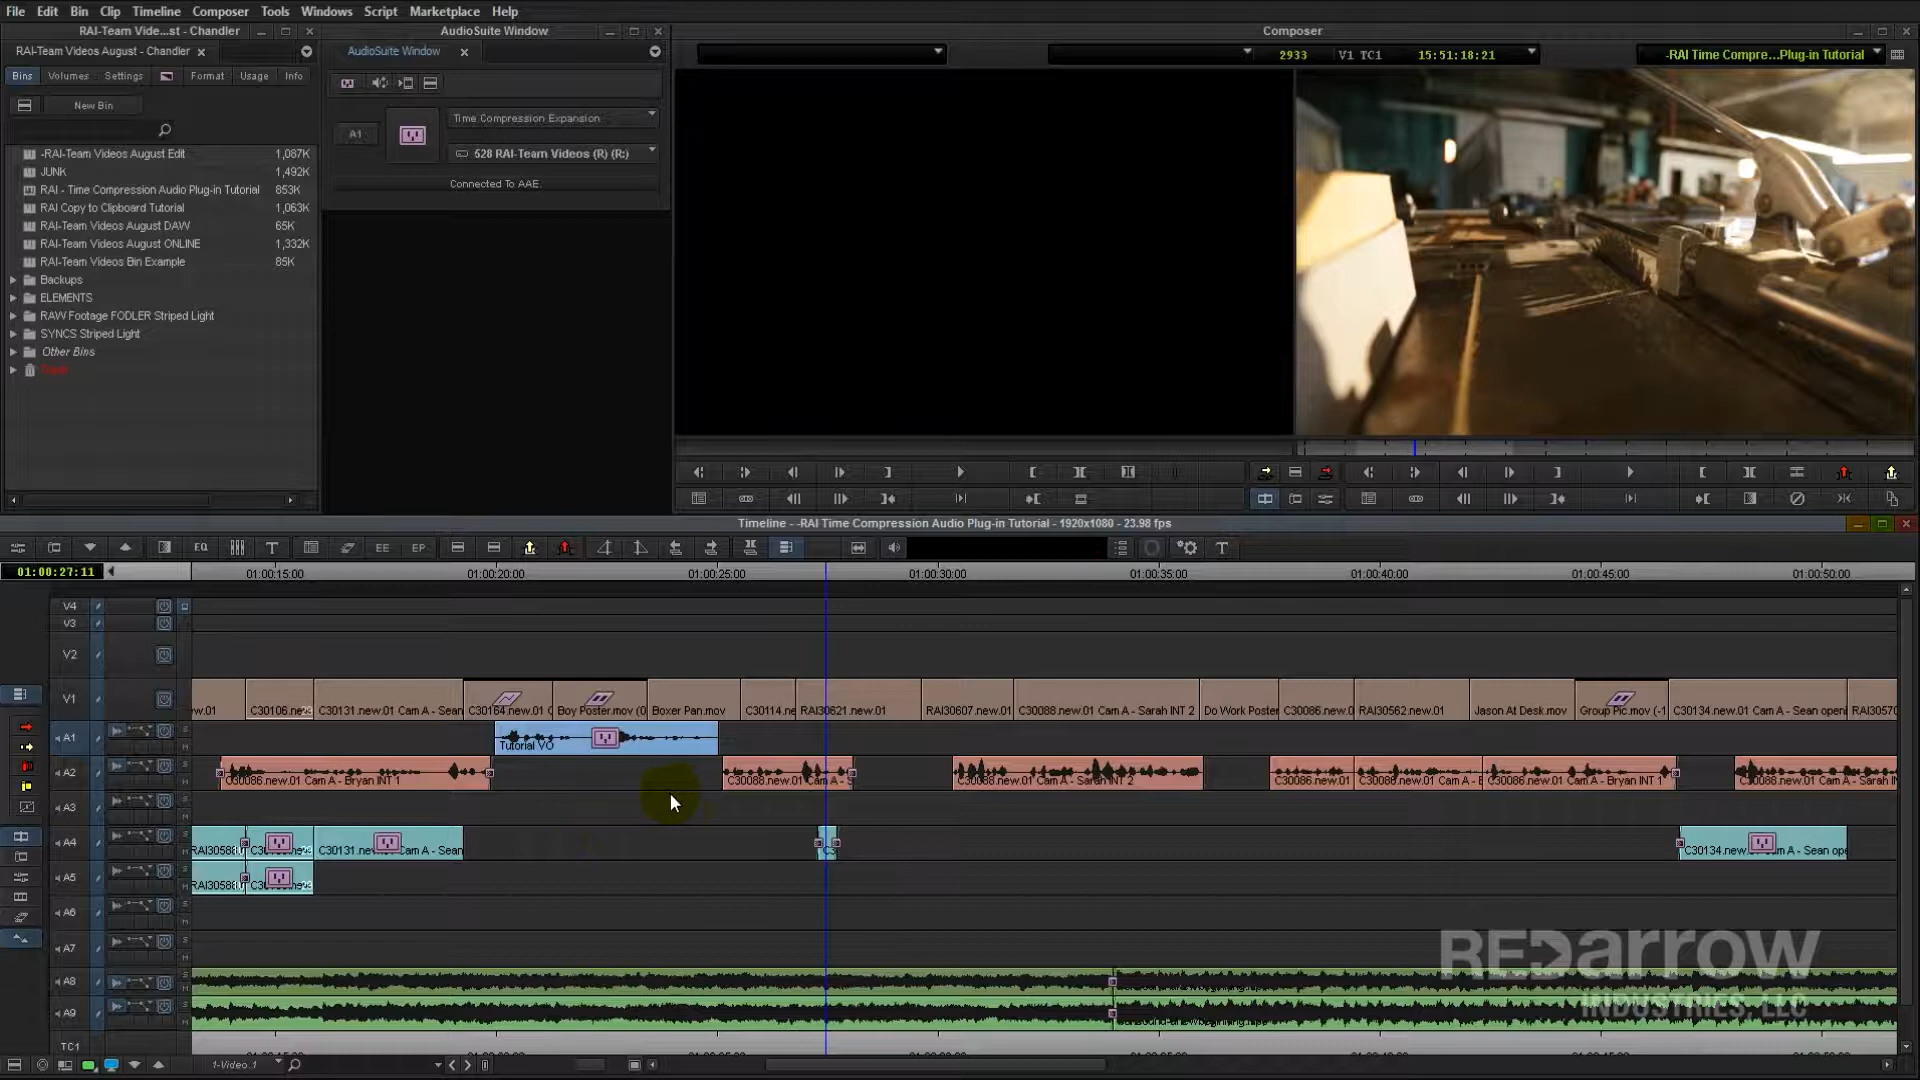 File Edit Bin Clip Timeline Composer Tools Windows Script Marketplace Help
RAI-Team Vide...st - Chandler
AudioSuite Window
Composer
RAI-Team Videos August - Chandler
AudioSuite Window
2933 V1 TC1 15:51:18:21
-RAI Time Compre...Plug-in Tutorial
Bins Volumes Settings Format Usage Info
New Bin
A1
Time Compression Expansion
528 RAI-Team Videos (R) (R:)
Connected To AAE.
-RAI-Team Videos August Edit 1,087K
JUNK 1,492K
RAI - Time Compression Audio Plug-in Tutorial 853K
RAI Copy to Clipboard Tutorial 1,063K
RAI-Team Videos August DAW 65K
RAI-Team Videos August ONLINE 1,332K
RAI-Team Videos Bin Example 85K
Backups
ELEMENTS
RAW Footage FODLER Striped Light
SYNCS Striped Light
Other Bins
Trash
Timeline - -RAI Time Compression Audio Plug-in Tutorial - 1920x1080 - 23.98 fps
EQ EE EP
01:00:27:11
01:00:15:00 01:00:20:00 01:00:25:00 01:00:30:00 01:00:35:00 01:00:40:00 01:00:45:00 01:00:50:00
V4
V3
V2
V1
w.01 C30106.ne C30131.new.01 Cam A - Sean C30164.new.01 C Boy Poster.mov (0 Boxer Pan.mov C30114.ne RAI30621.new.01 RAI30607.new.01 C30088.new.01 Cam A - Sarah INT 2 Do Work Poster C30086.new.0 RAI30562.mov Jason At Desk.mov Group Pic.mov (-1 C30134.new.01 Cam A - Sean openi RAI30570
A1
Tutorial VO
A2
C30086.new.01 Cam A - Bryan INT 1 C30088.new.01 Cam A - S C30088.new.01 Cam A - Sarah INT 2 C30086.new.01 C30086.new.01 Cam A - E C30086.new.01 Cam A - Bryan INT 1 C30088.new.01 Cam A - Sarah IN
A3
A4
RAI3058 C30131.new Cam A - Sean C30134.new. m A - Sean ope
A5
RAI3058
A6
A7
A8
A9
TC1
REDarrow
INDUSTRIES, LLC
1-Video.1